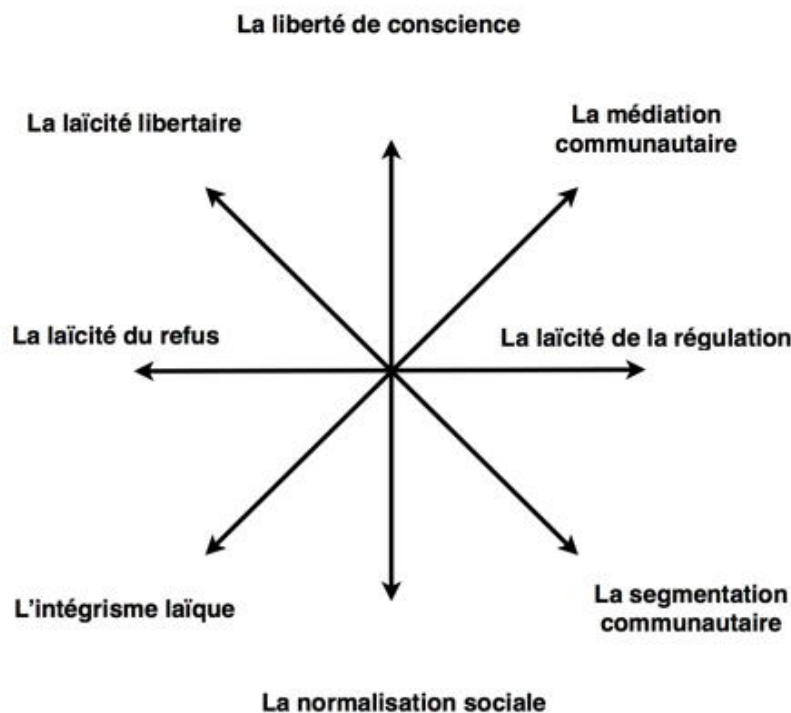 La liberté de conscience
La laïcité libertaire
La médiation
communautaire
La laïcité du refus
La laïcité de la régulation
L'intégrisme laïque
La segmentation
communautaire
La normalisation sociale